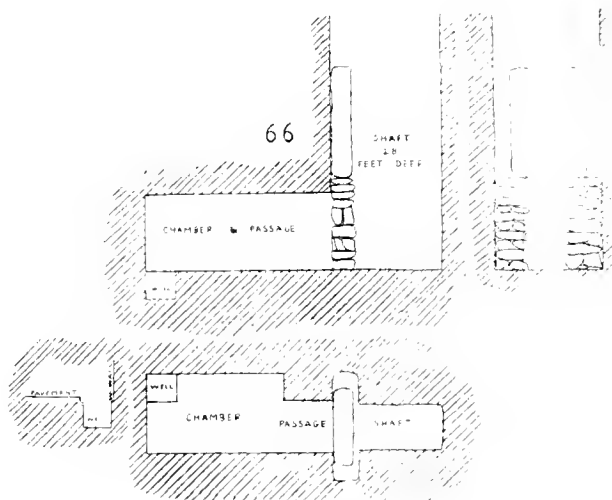 66
SHAFT
28
FEET DEEP
CHAMBER & PASSAGE
PAVEMENT
WELL
CHAMBER
PASSAGE
SHAFT